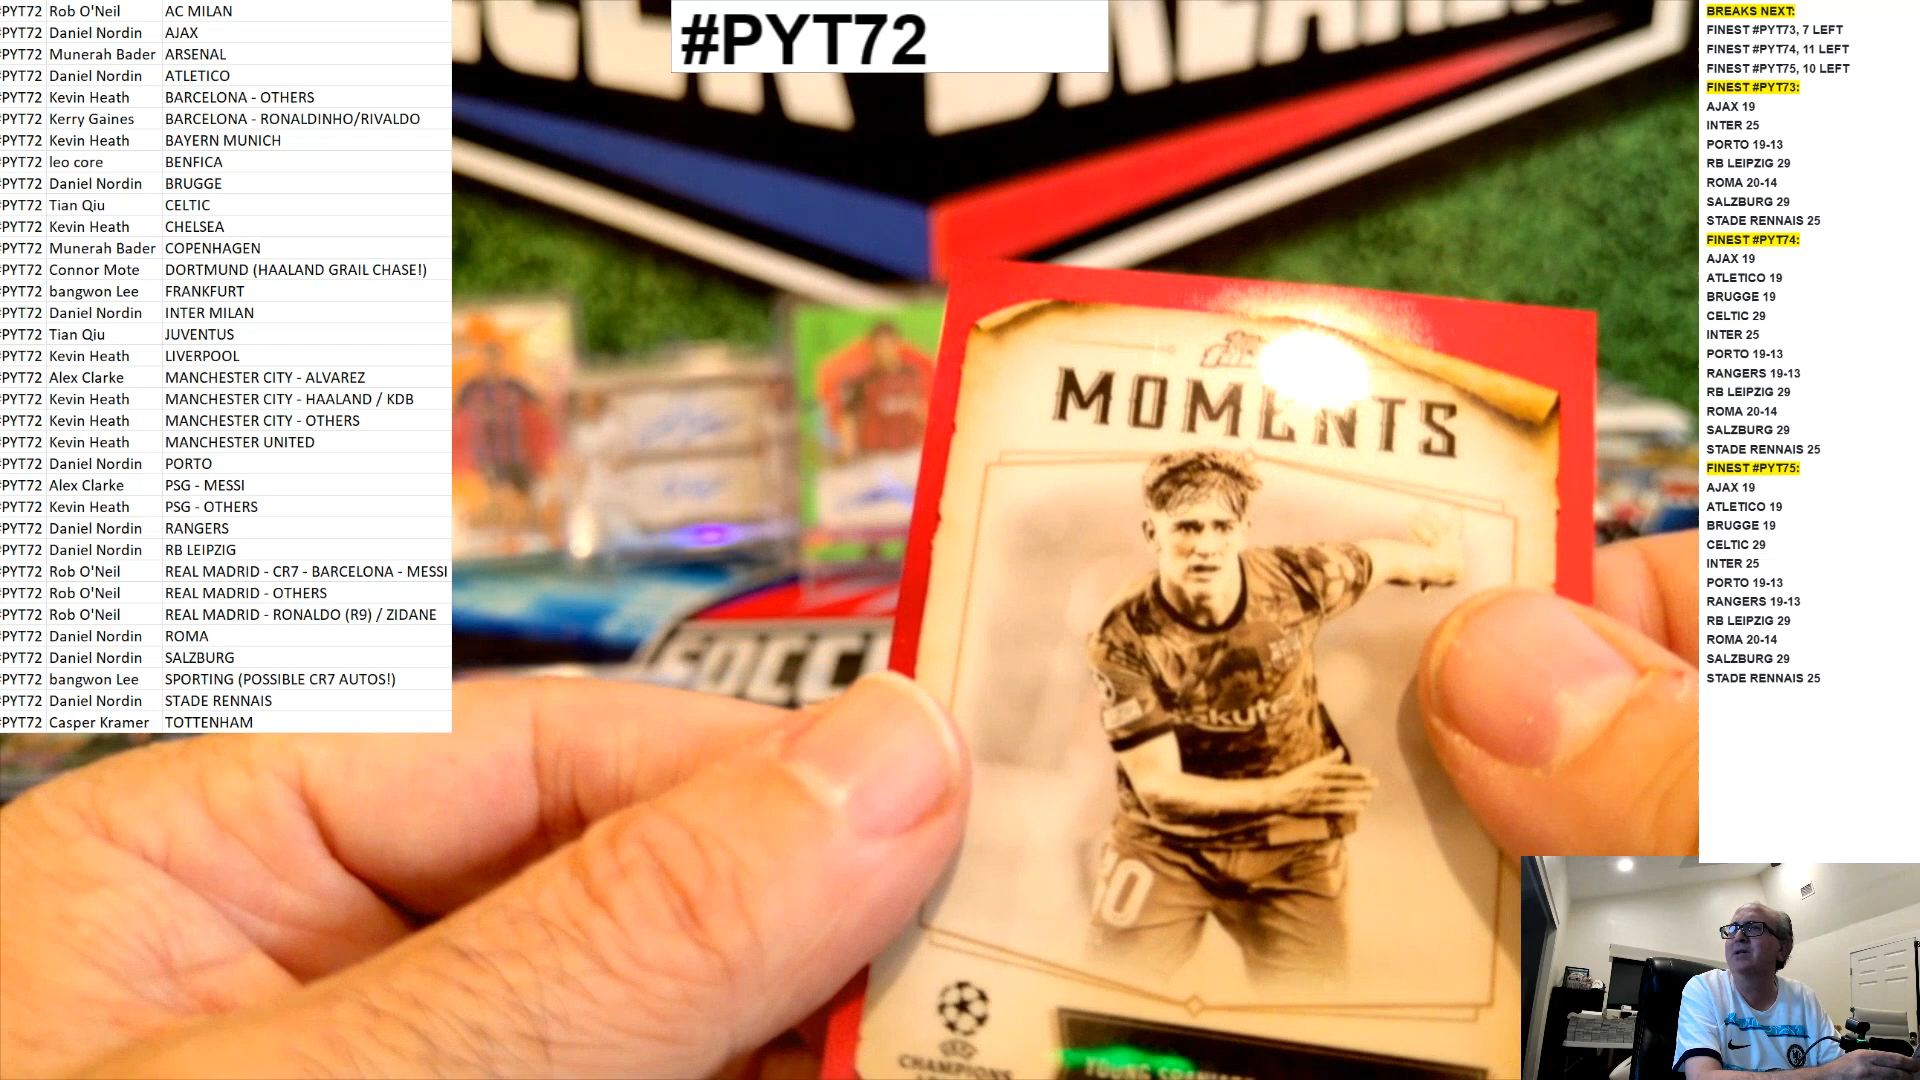 #PYT72 Rob O'Neil AC MILAN
#PYT72 Daniel Nordin AJAX
#PYT72 Munerah Bader ARSENAL
#PYT72 Daniel Nordin ATLETICO
#PYT72 Kevin Heath BARCELONA - OTHERS
#PYT72 Kerry Gaines BARCELONA - RONALDINHO/RIVALDO
#PYT72 Kevin Heath BAYERN MUNICH
#PYT72 leo core BENFICA
#PYT72 Daniel Nordin BRUGGE
#PYT72 Tian Qiu CELTIC
#PYT72 Kevin Heath CHELSEA
#PYT72 Munerah Bader COPENHAGEN
#PYT72 Connor Mote DORTMUND (HAALAND GRAIL CHASE!)
#PYT72 bangwon Lee FRANKFURT
#PYT72 Daniel Nordin INTER MILAN
#PYT72 Tian Qiu JUVENTUS
#PYT72 Kevin Heath LIVERPOOL
#PYT72 Alex Clarke MANCHESTER CITY - ALVAREZ
#PYT72 Kevin Heath MANCHESTER CITY - HAALAND / KDB
#PYT72 Kevin Heath MANCHESTER CITY - OTHERS
#PYT72 Kevin Heath MANCHESTER UNITED
#PYT72 Daniel Nordin PORTO
#PYT72 Alex Clarke PSG - MESSI
#PYT72 Kevin Heath PSG - OTHERS
#PYT72 Daniel Nordin RANGERS
#PYT72 Daniel Nordin RB LEIPZIG
#PYT72 Rob O'Neil REAL MADRID - CR7 - BARCELONA - MESSI
#PYT72 Rob O'Neil REAL MADRID - OTHERS
#PYT72 Rob O'Neil REAL MADRID - RONALDO (R9) / ZIDANE
#PYT72 Daniel Nordin ROMA
#PYT72 Daniel Nordin SALZBURG
#PYT72 bangwon Lee SPORTING (POSSIBLE CR7 AUTOS!)
#PYT72 Daniel Nordin STADE RENNAIS
#PYT72 Casper Kramer TOTTENHAM
#PYT72
MOMENTS
30
CHAMPIONS
YOUNG
SOCC
BREAKS NEXT:
FINEST #PYT73, 7 LEFT
FINEST #PYT74, 11 LEFT
FINEST #PYT75, 10 LEFT
FINEST #PYT73:
AJAX 19
INTER 25
PORTO 19-13
RB LEIPZIG 29
ROMA 20-14
SALZBURG 29
STADE RENNAIS 25
FINEST #PYT74:
AJAX 19
ATLETICO 19
BRUGGE 19
CELTIC 29
INTER 25
PORTO 19-13
RANGERS 19-13
RB LEIPZIG 29
ROMA 20-14
SALZBURG 29
STADE RENNAIS 25
FINEST #PYT75:
AJAX 19
ATLETICO 19
BRUGGE 19
CELTIC 29
INTER 25
PORTO 19-13
RANGERS 19-13
RB LEIPZIG 29
ROMA 20-14
SALZBURG 29
STADE RENNAIS 25